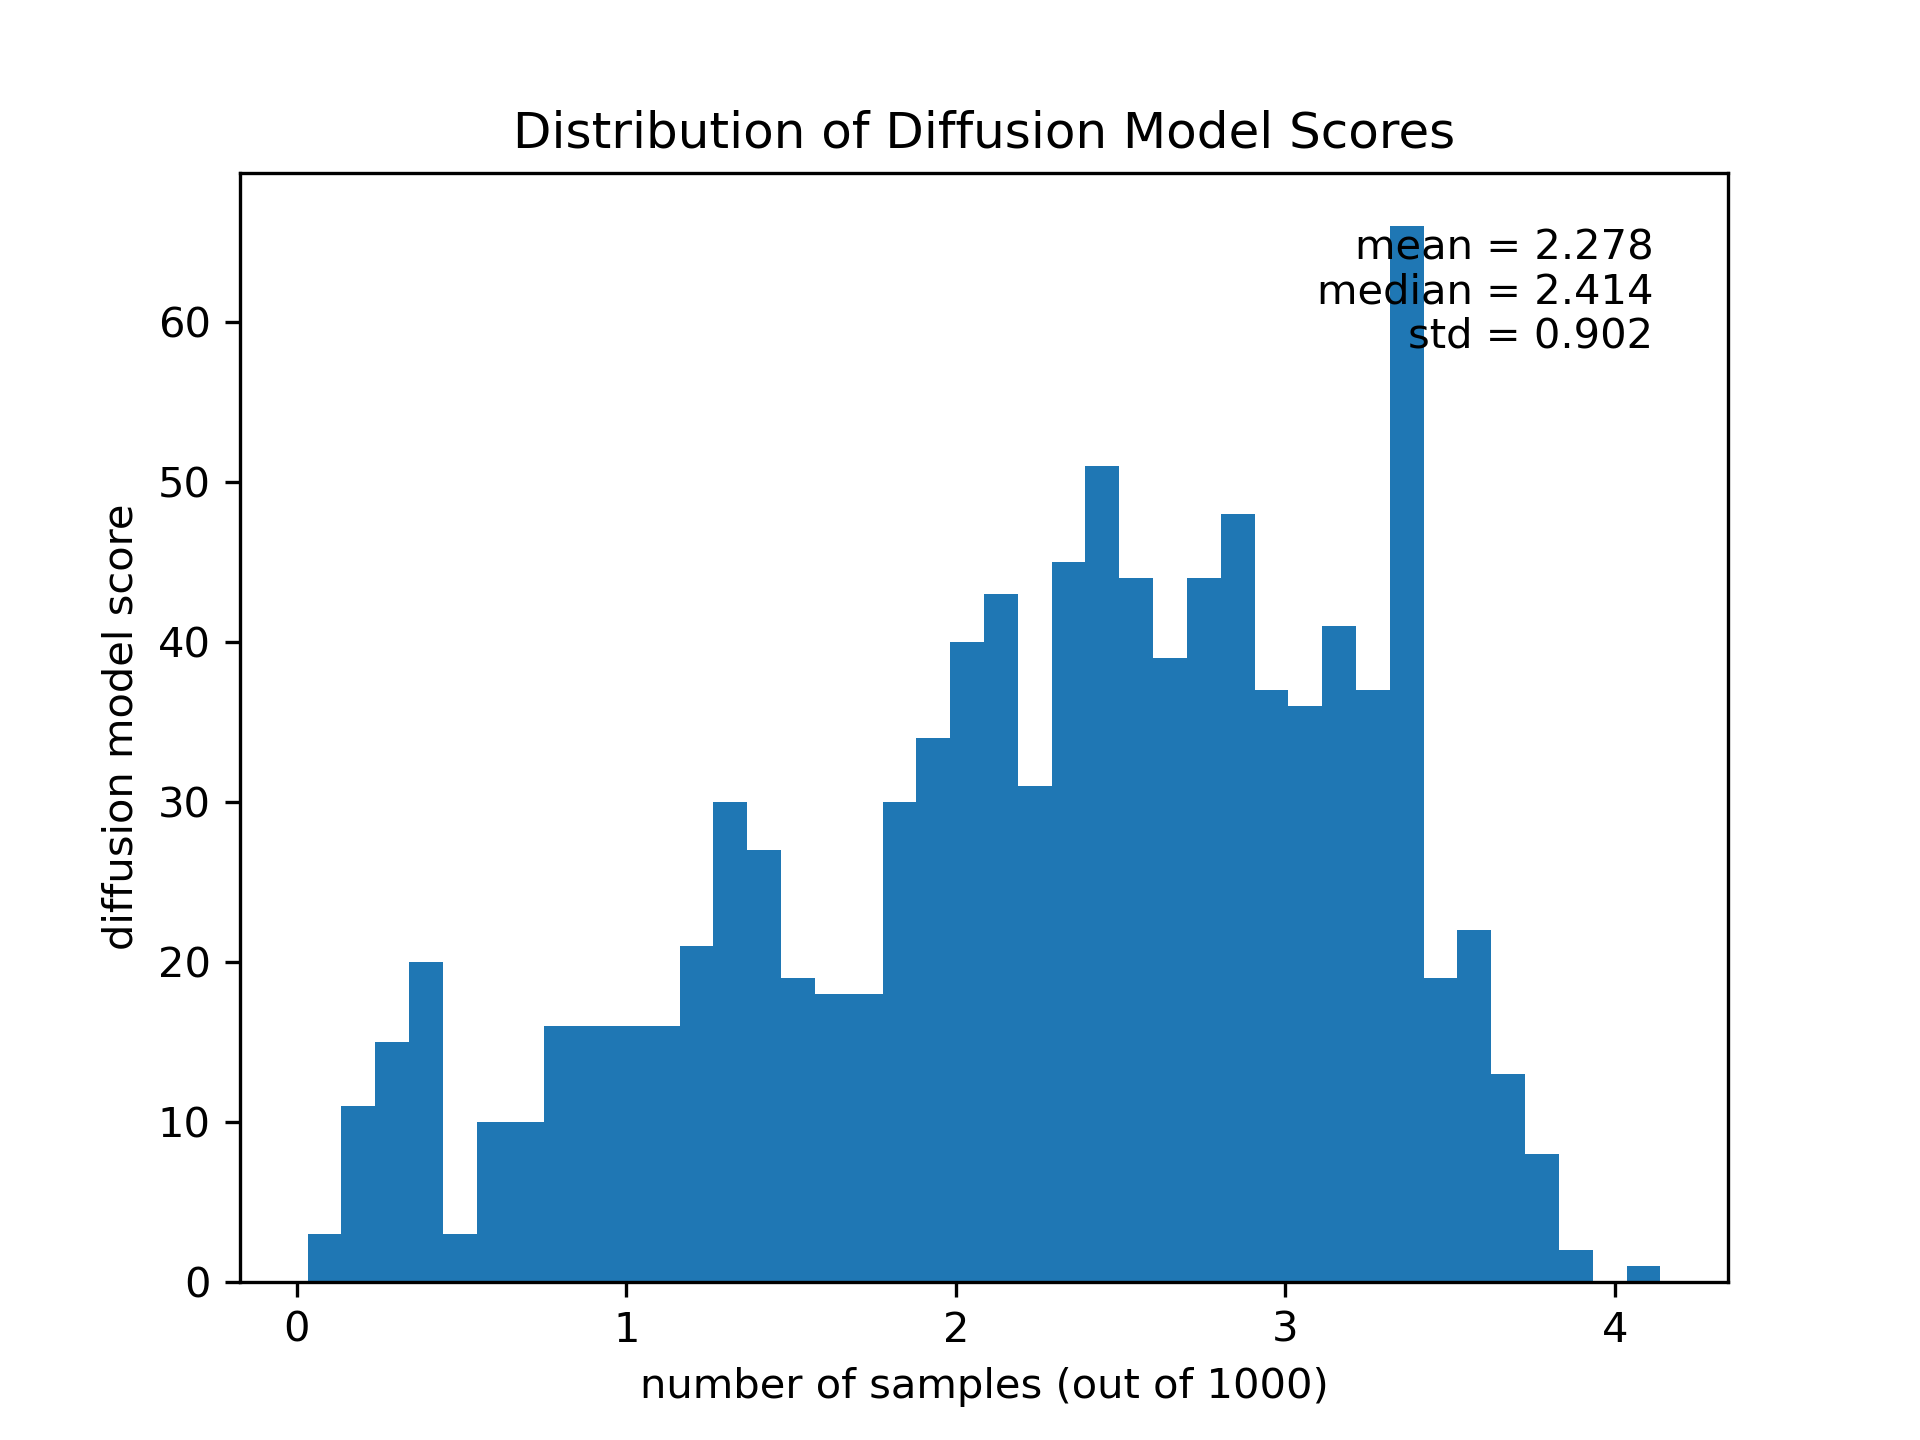 Distribution of Diffusion Model Scores
mean = 2.278
median = 2.414
std = 0.902
diffusion model score
60
50
40
30
20
10
0
0 1 2 3 4
number of samples (out of 1000)